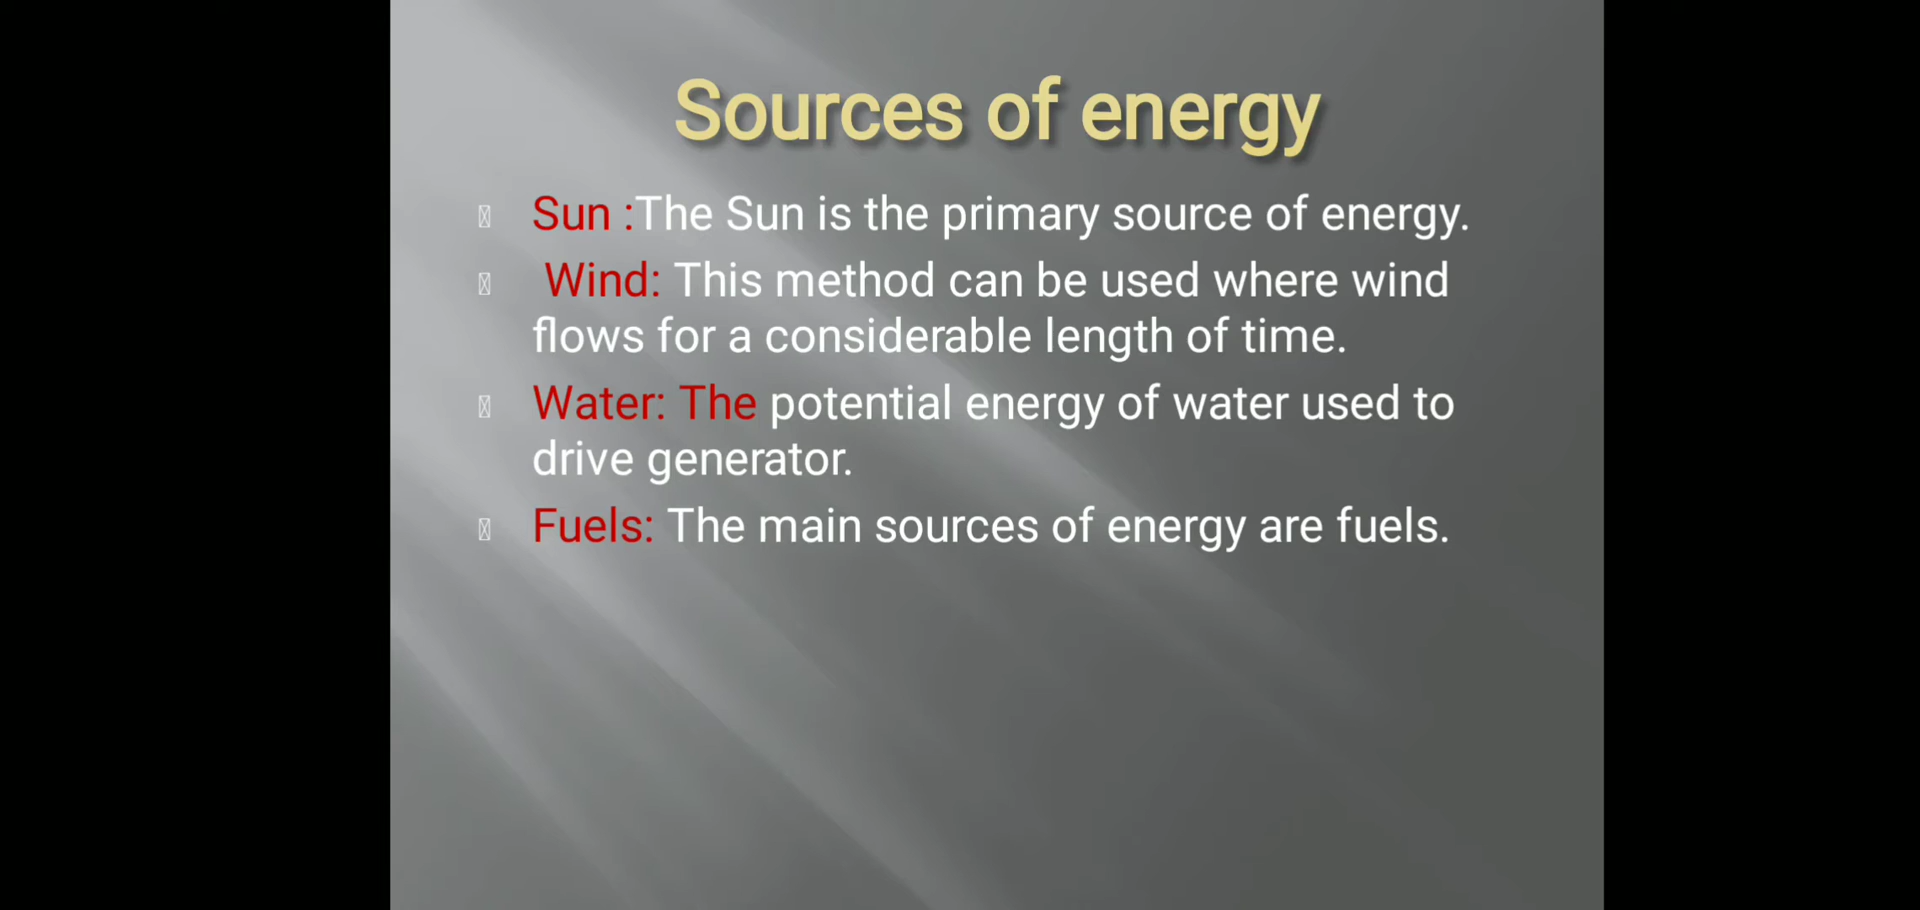 Sources of energy
Sun :The Sun is the primary source of energy.
Wind: This method can be used where wind
flows for a considerable length of time.
Water: The potential energy of water used to
drive generator.
Fuels: The main sources of energy are fuels.